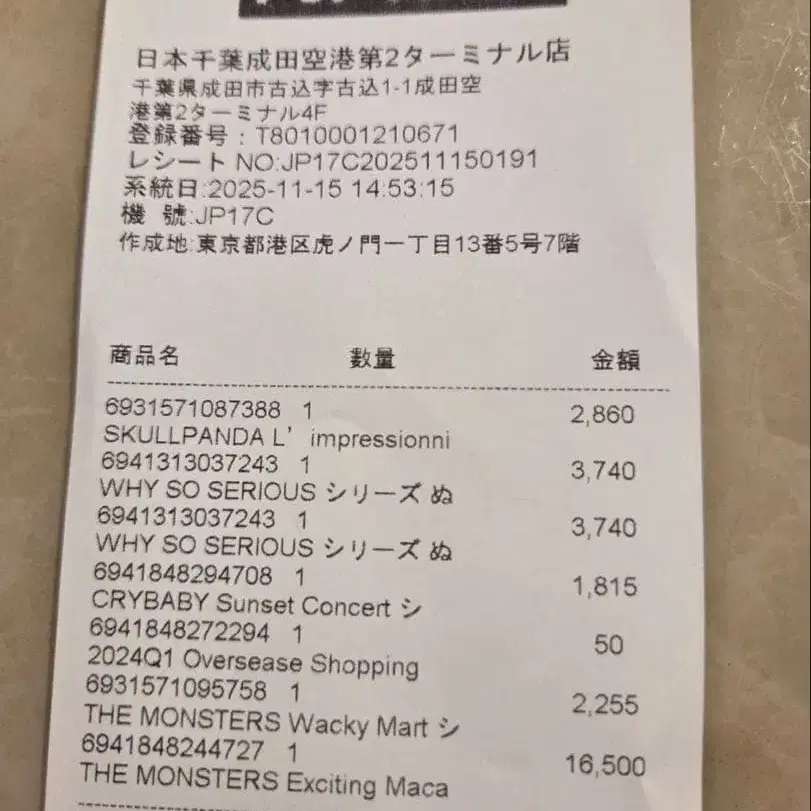 日本千葉成田空港第2ターミナル店
千葉県成田市古込字古込1-1成田空
港第2ターミナル4F
登録番号：T8010001210671
レシート NO:JP17C202511150191
系統日:2025-11-15 14:53:15
機 號:JP17C
作成地:東京都港区虎ノ門一丁目13番5号7階
商品名 數量 金額
6931571087388 1 2,860
SKULLPANDA L’impressionni
6941313037243 1 3,740
WHY SO SERIOUS シリーズ ぬ
6941313037243 1 3,740
WHY SO SERIOUS シリーズ ぬ
6941848294708 1 1,815
CRYBABY Sunset Concert シ
6941848272294 1 50
2024Q1 Oversease Shopping
6931571095758 1 2,255
THE MONSTERS Wacky Mart シ
6941848244727 1 16,500
THE MONSTERS Exciting Maca